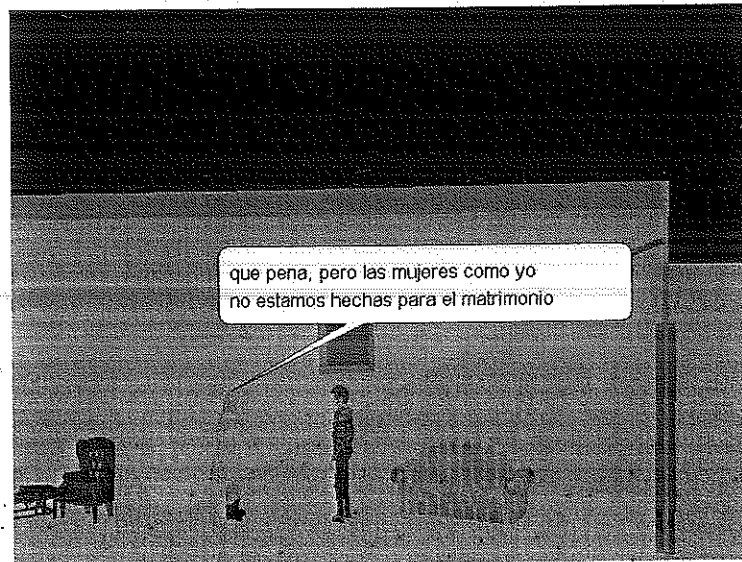 que pena, pero las mujeres como yo
no estamos hechas para el matrimonio